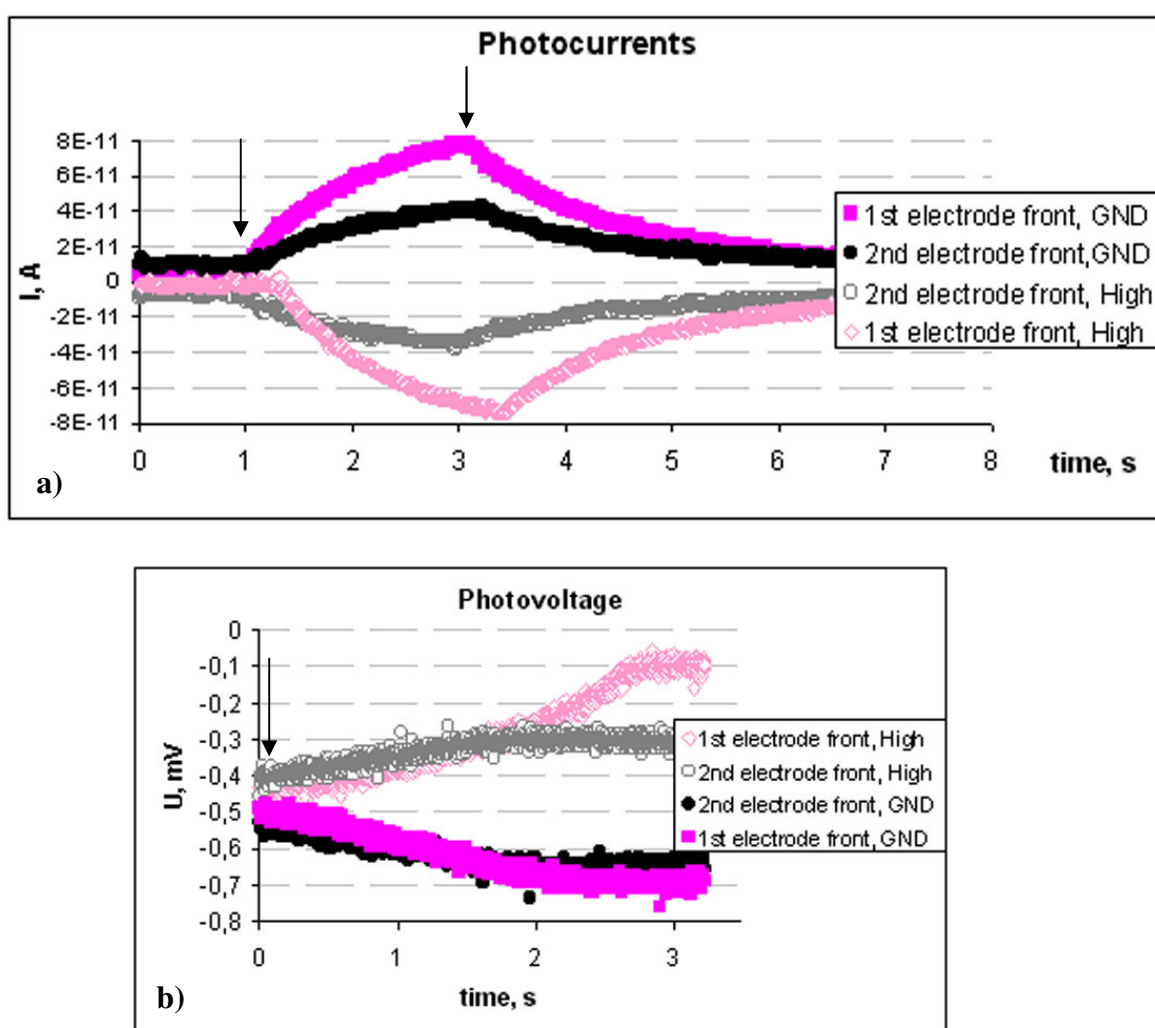 Photocurrents
8E-11
6E-11
4E-11
2E-11
0
-2E-11
-4E-11
-6E-11
-8E-11
I, A
0 1 2 3 4 5 6 7 8
time, s
1st electrode front, GND
2nd electrode front,GND
2nd electrode front, High
1st electrode front, High
a)
Photovoltage
0
-0,1
-0,2
-0,3
-0,4
-0,5
-0,6
-0,7
-0,8
U, mV
0 1 2 3
time, s
1st electrode front, High
2nd electrode front, High
2nd electrode front, GND
1st electrode front, GND
b)